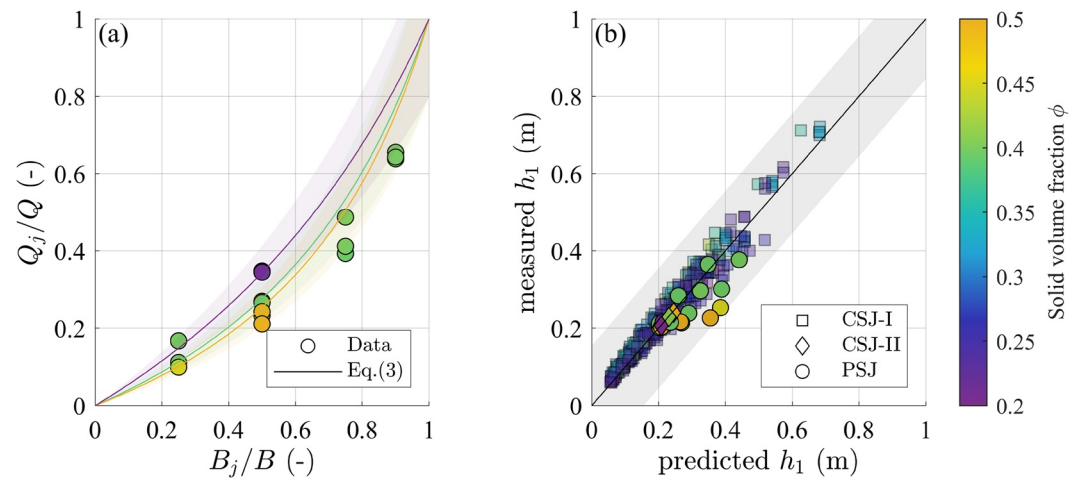 (a)
1
0.8
0.6
0.4
0.2
0
Q_j/Q (-)
Data
Eq.(3)
0 0.2 0.4 0.6 0.8 1
B_j/B (-)
(b)
1
0.8
0.6
0.4
0.2
0
measured h_1 (m)
CSJ-I
CSJ-II
PSJ
0 0.2 0.4 0.6 0.8 1
predicted h_1 (m)
0.5
0.45
0.4
0.35
0.3
0.25
0.2
Solid volume fraction ϕ